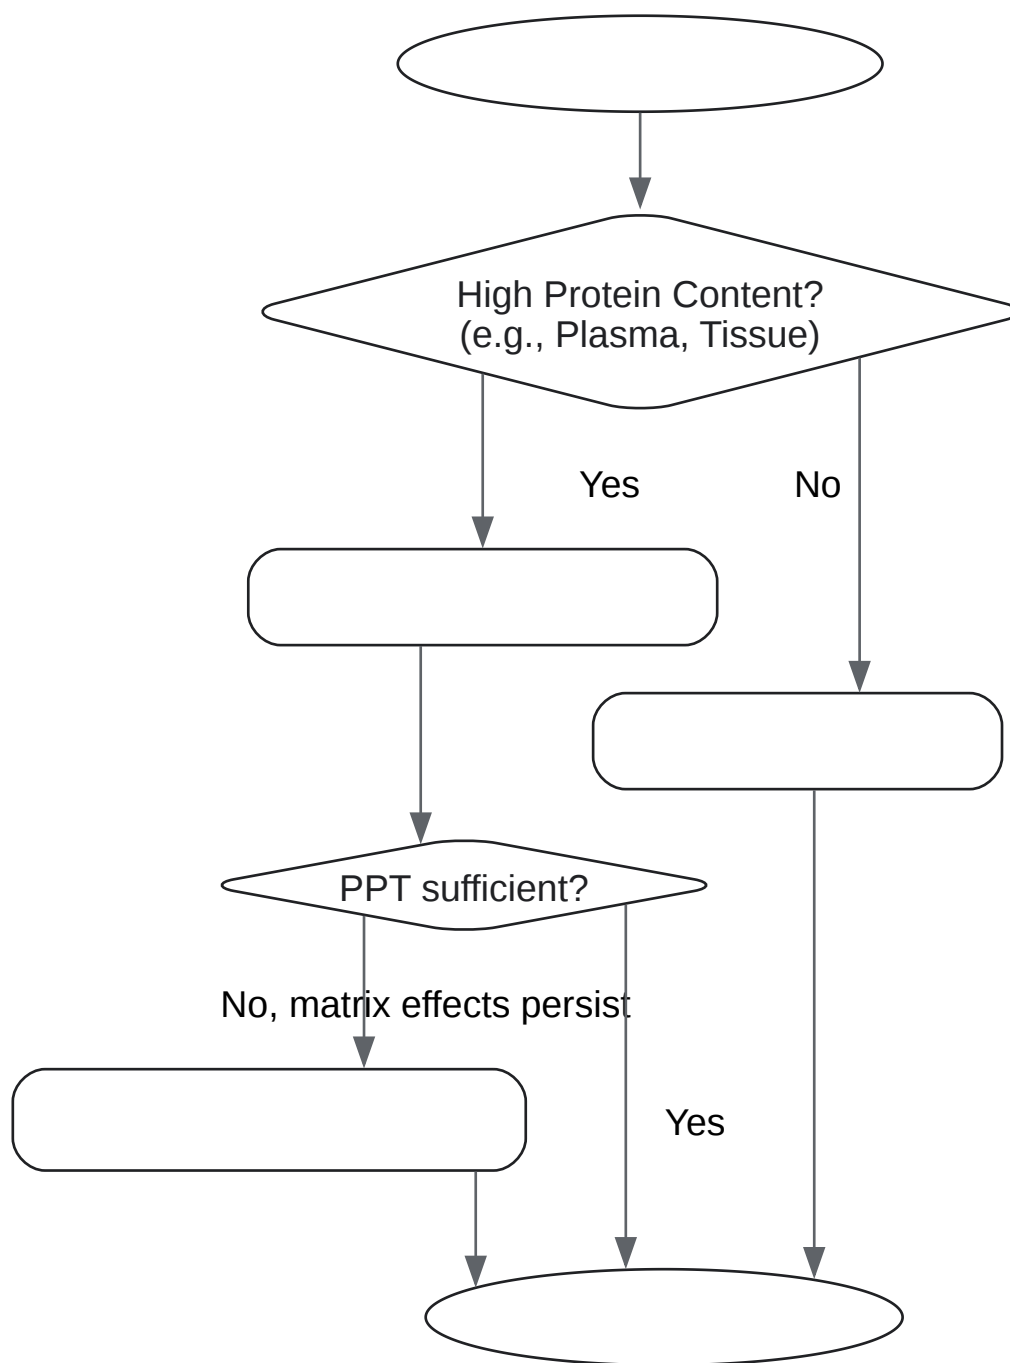 High Protein Content?
(e.g., Plasma, Tissue)
Yes
No
PPT sufficient?
No, matrix effects persist
Yes